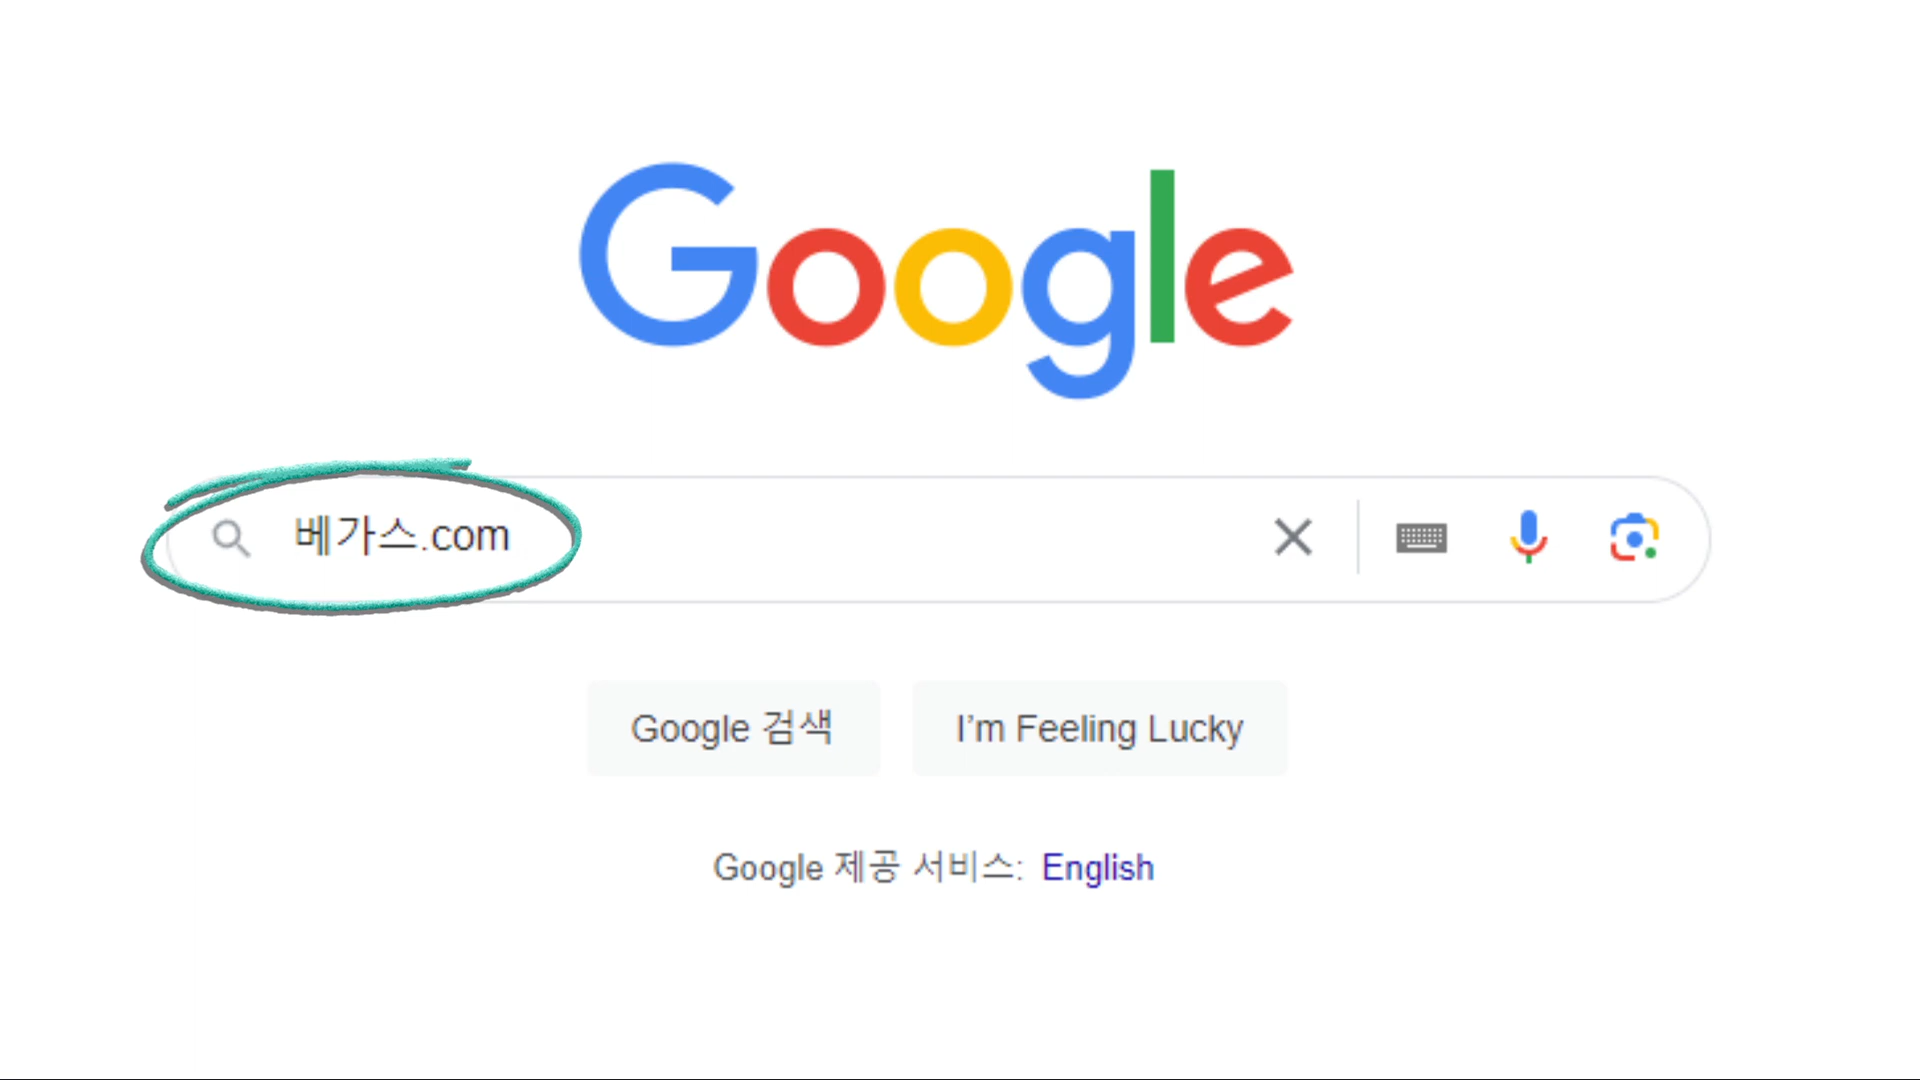 Google
베가스.com
Google 검색
I'm Feeling Lucky
Google 제공 서비스: English